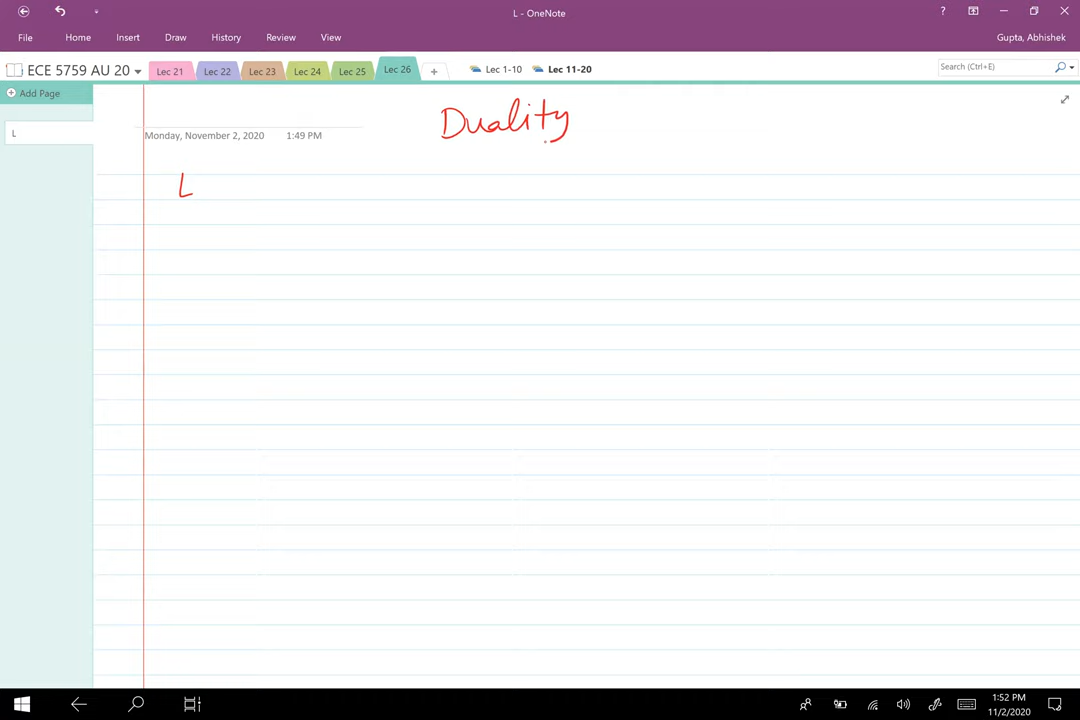 L - OneNote
File Home Insert Draw History Review View Gupta, Abhishek
ECE 5759 AU 20 Lec 21 Lec 22 Lec 23 Lec 24 Lec 25 Lec 26 + Lec 1-10 Lec 11-20 Search (Ctrl+E)
Add Page
L
Duality
Monday, November 2, 2020 1:49 PM
L
1:52 PM
11/2/2020